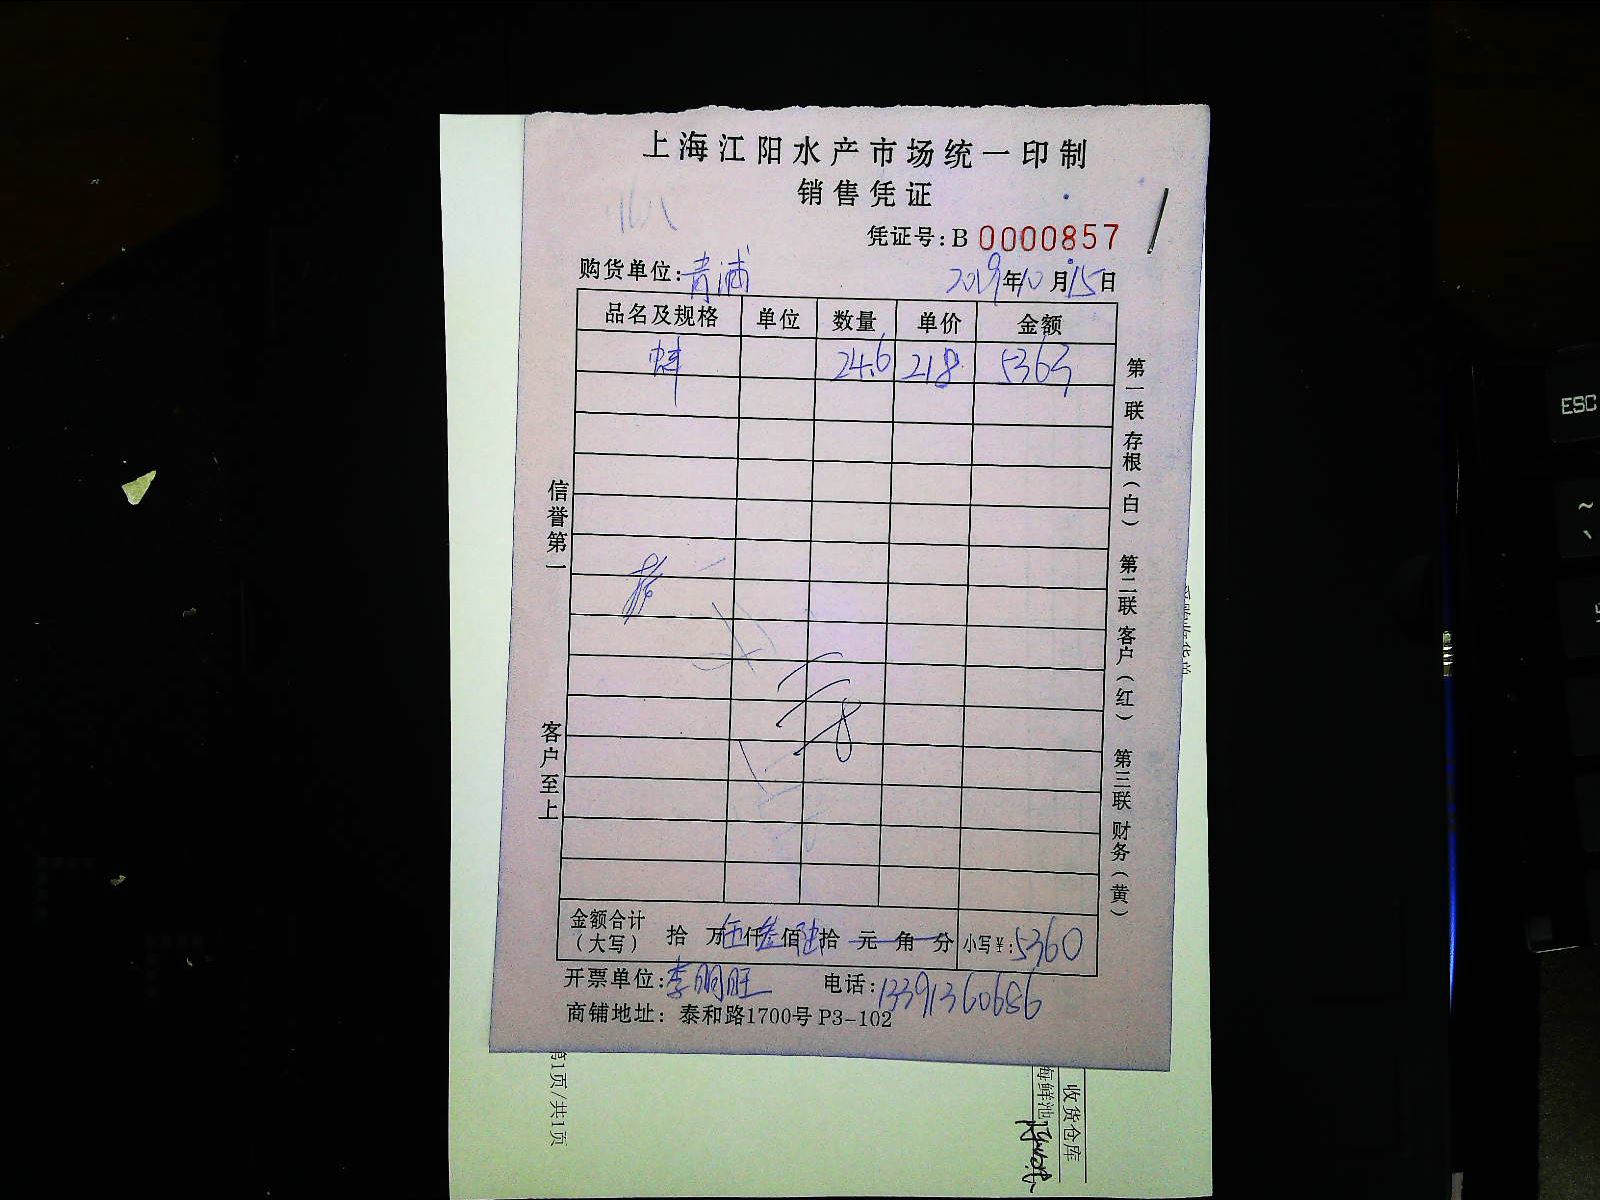 上海江阳水产市场统一印制
销售凭证
凭证号:B 0000857
购货单位:青浦 2019年10月15日
品名及规格 单位 数量 单价 金额
蚌 24.6 218 5363
信誉第一
客户至上
第一联 存根(白) 第二联 客户(红) 第三联 财务(黄)
金额合计(大写) 拾 万伍仟叁佰陆拾 元 角 分 小写¥:5360
开票单位:李明旺 电话:13391360686
商铺地址: 泰和路1700号 P3-102
第1页/共1页
收货仓库
海鲜池
ESC